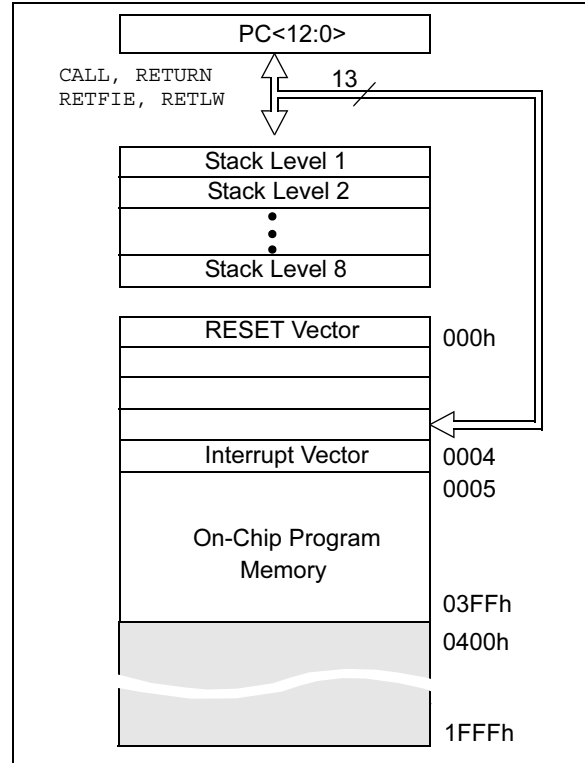 PC<12:0>
CALL, RETURN
RETFIE, RETLW
13
Stack Level 1
Stack Level 2
Stack Level 8
RESET Vector
000h
Interrupt Vector
0004
0005
On-Chip Program
Memory
03FFh
0400h
1FFFh